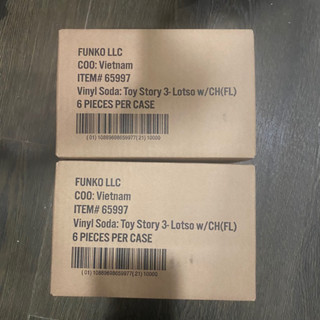 FUNKO LLC
COO: Vietnam
ITEM# 65997
Vinyl Soda: Toy Story 3- Lotso w/CH(FL)
6 PIECES PER CASE
FUNKO LLC
COO: Vietnam
ITEM# 65997
Vinyl Soda: Toy Story 3- Lotso w/CH(FL)
6 PIECES PER CASE